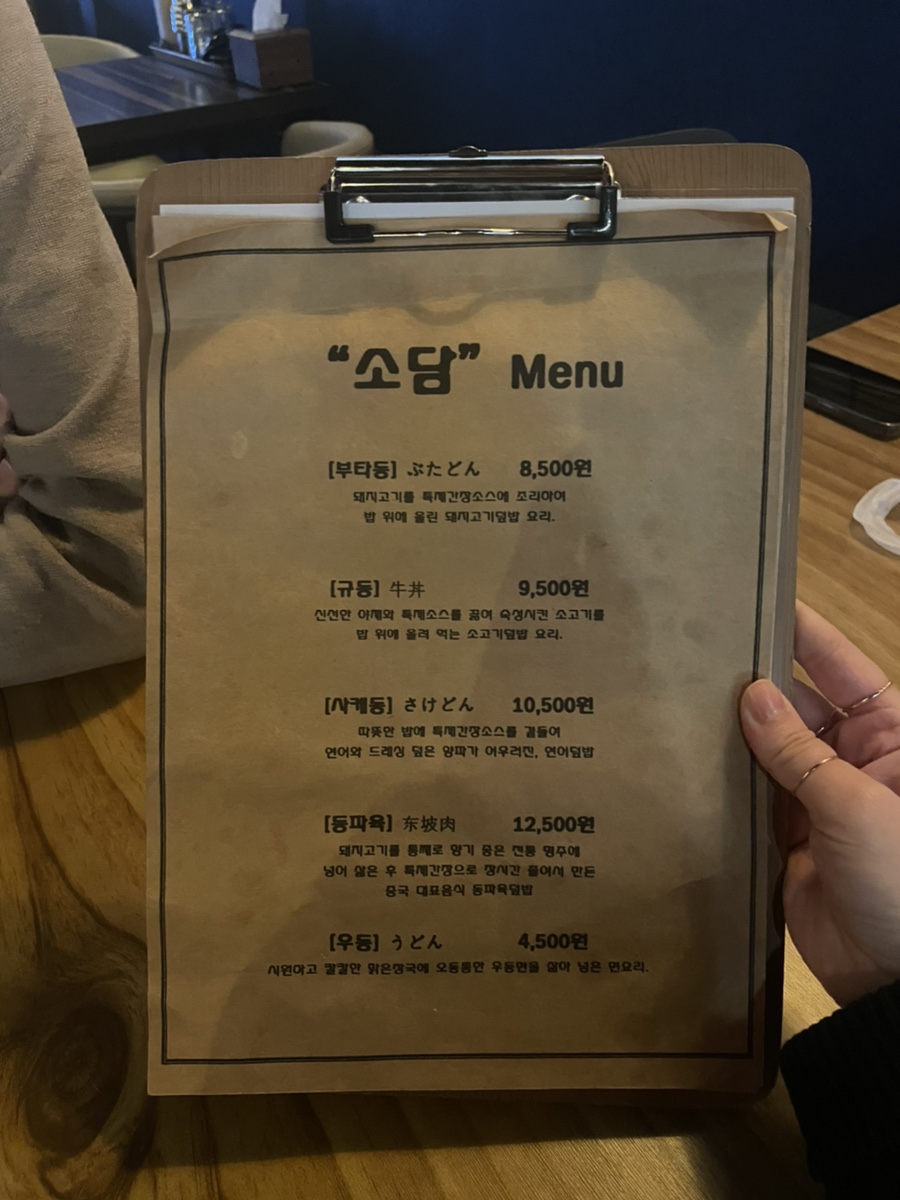 “소담” Menu
[부타동] ぶたどん 8,500원
돼지고기를 특제간장소스에 조리하여
밥 위에 올린 돼지고기덮밥 요리.
[규동] 牛丼 9,500원
신선한 야채와 특제소스를 끓여 숙성시킨 소고기를
밥 위에 올려 먹는 소고기덮밥 요리.
[사케동] さけどん 10,500원
따뜻한 밥에 특제간장소스를 곁들여
연어와 드레싱 덮은 양파가 어우러진, 연어덮밥
[동파육] 东坡肉 12,500원
돼지고기를 통째로 향기 좋은 전통 명주에
넣어 삶은 후 특제간장으로 장시간 졸여서 만든
중국 대표음식 동파육덮밥
[우동] うどん 4,500원
시원하고 깔깔한 맑은장국에 오동통한 우동면을 삶아 넣은 면요리.